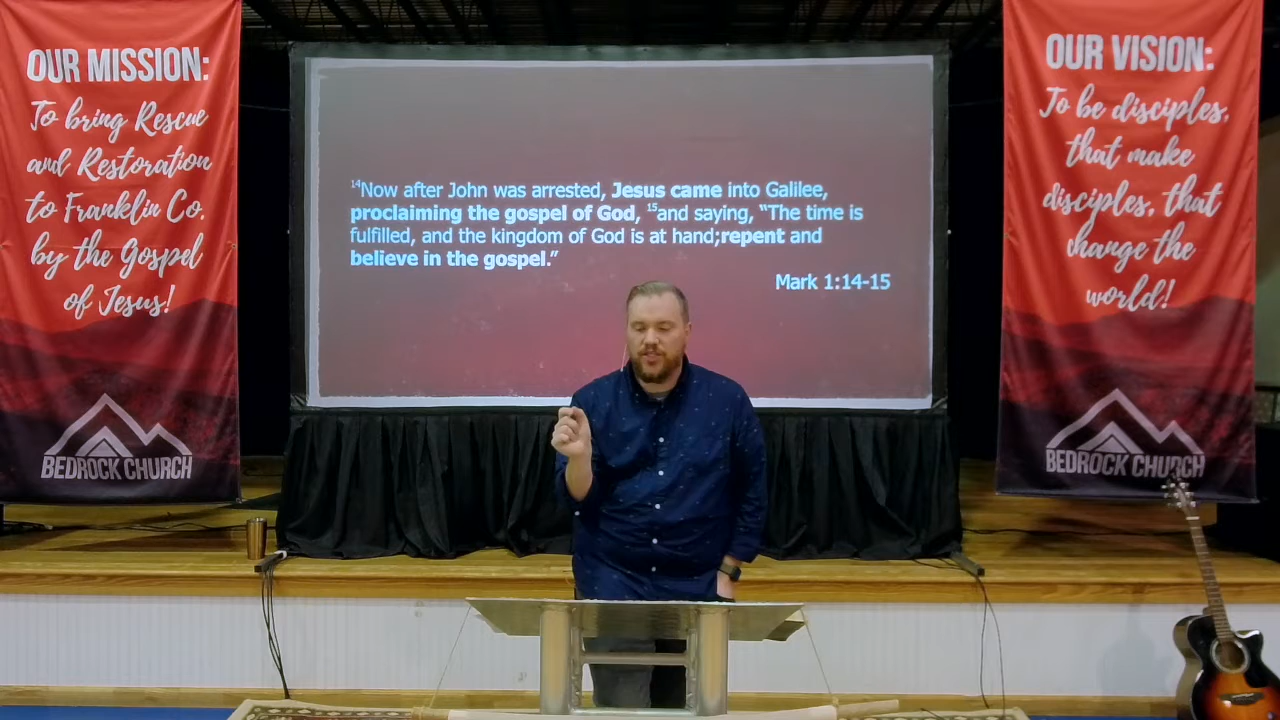 OUR MISSION:
To bring Rescue
and Restoration
to Franklin Co.
by the Gospel
of Jesus!
BEDROCK CHURCH
14Now after John was arrested, Jesus came into Galilee,
proclaiming the gospel of God, 15and saying, “The time is
fulfilled, and the kingdom of God is at hand;repent and
believe in the gospel.”
Mark 1:14-15
OUR VISION:
To be disciples,
that make
disciples, that
change the
world!
BEDROCK CHURCH